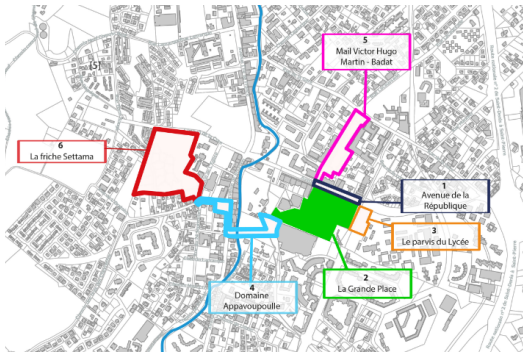 5
Mail Victor Hugo
Martin - Badat
(5)
6
La friche Settama
1
Avenue de la
République
3
Le parvis du Lycée
2
La Grande Place
4
Domaine
Appavoupoulle